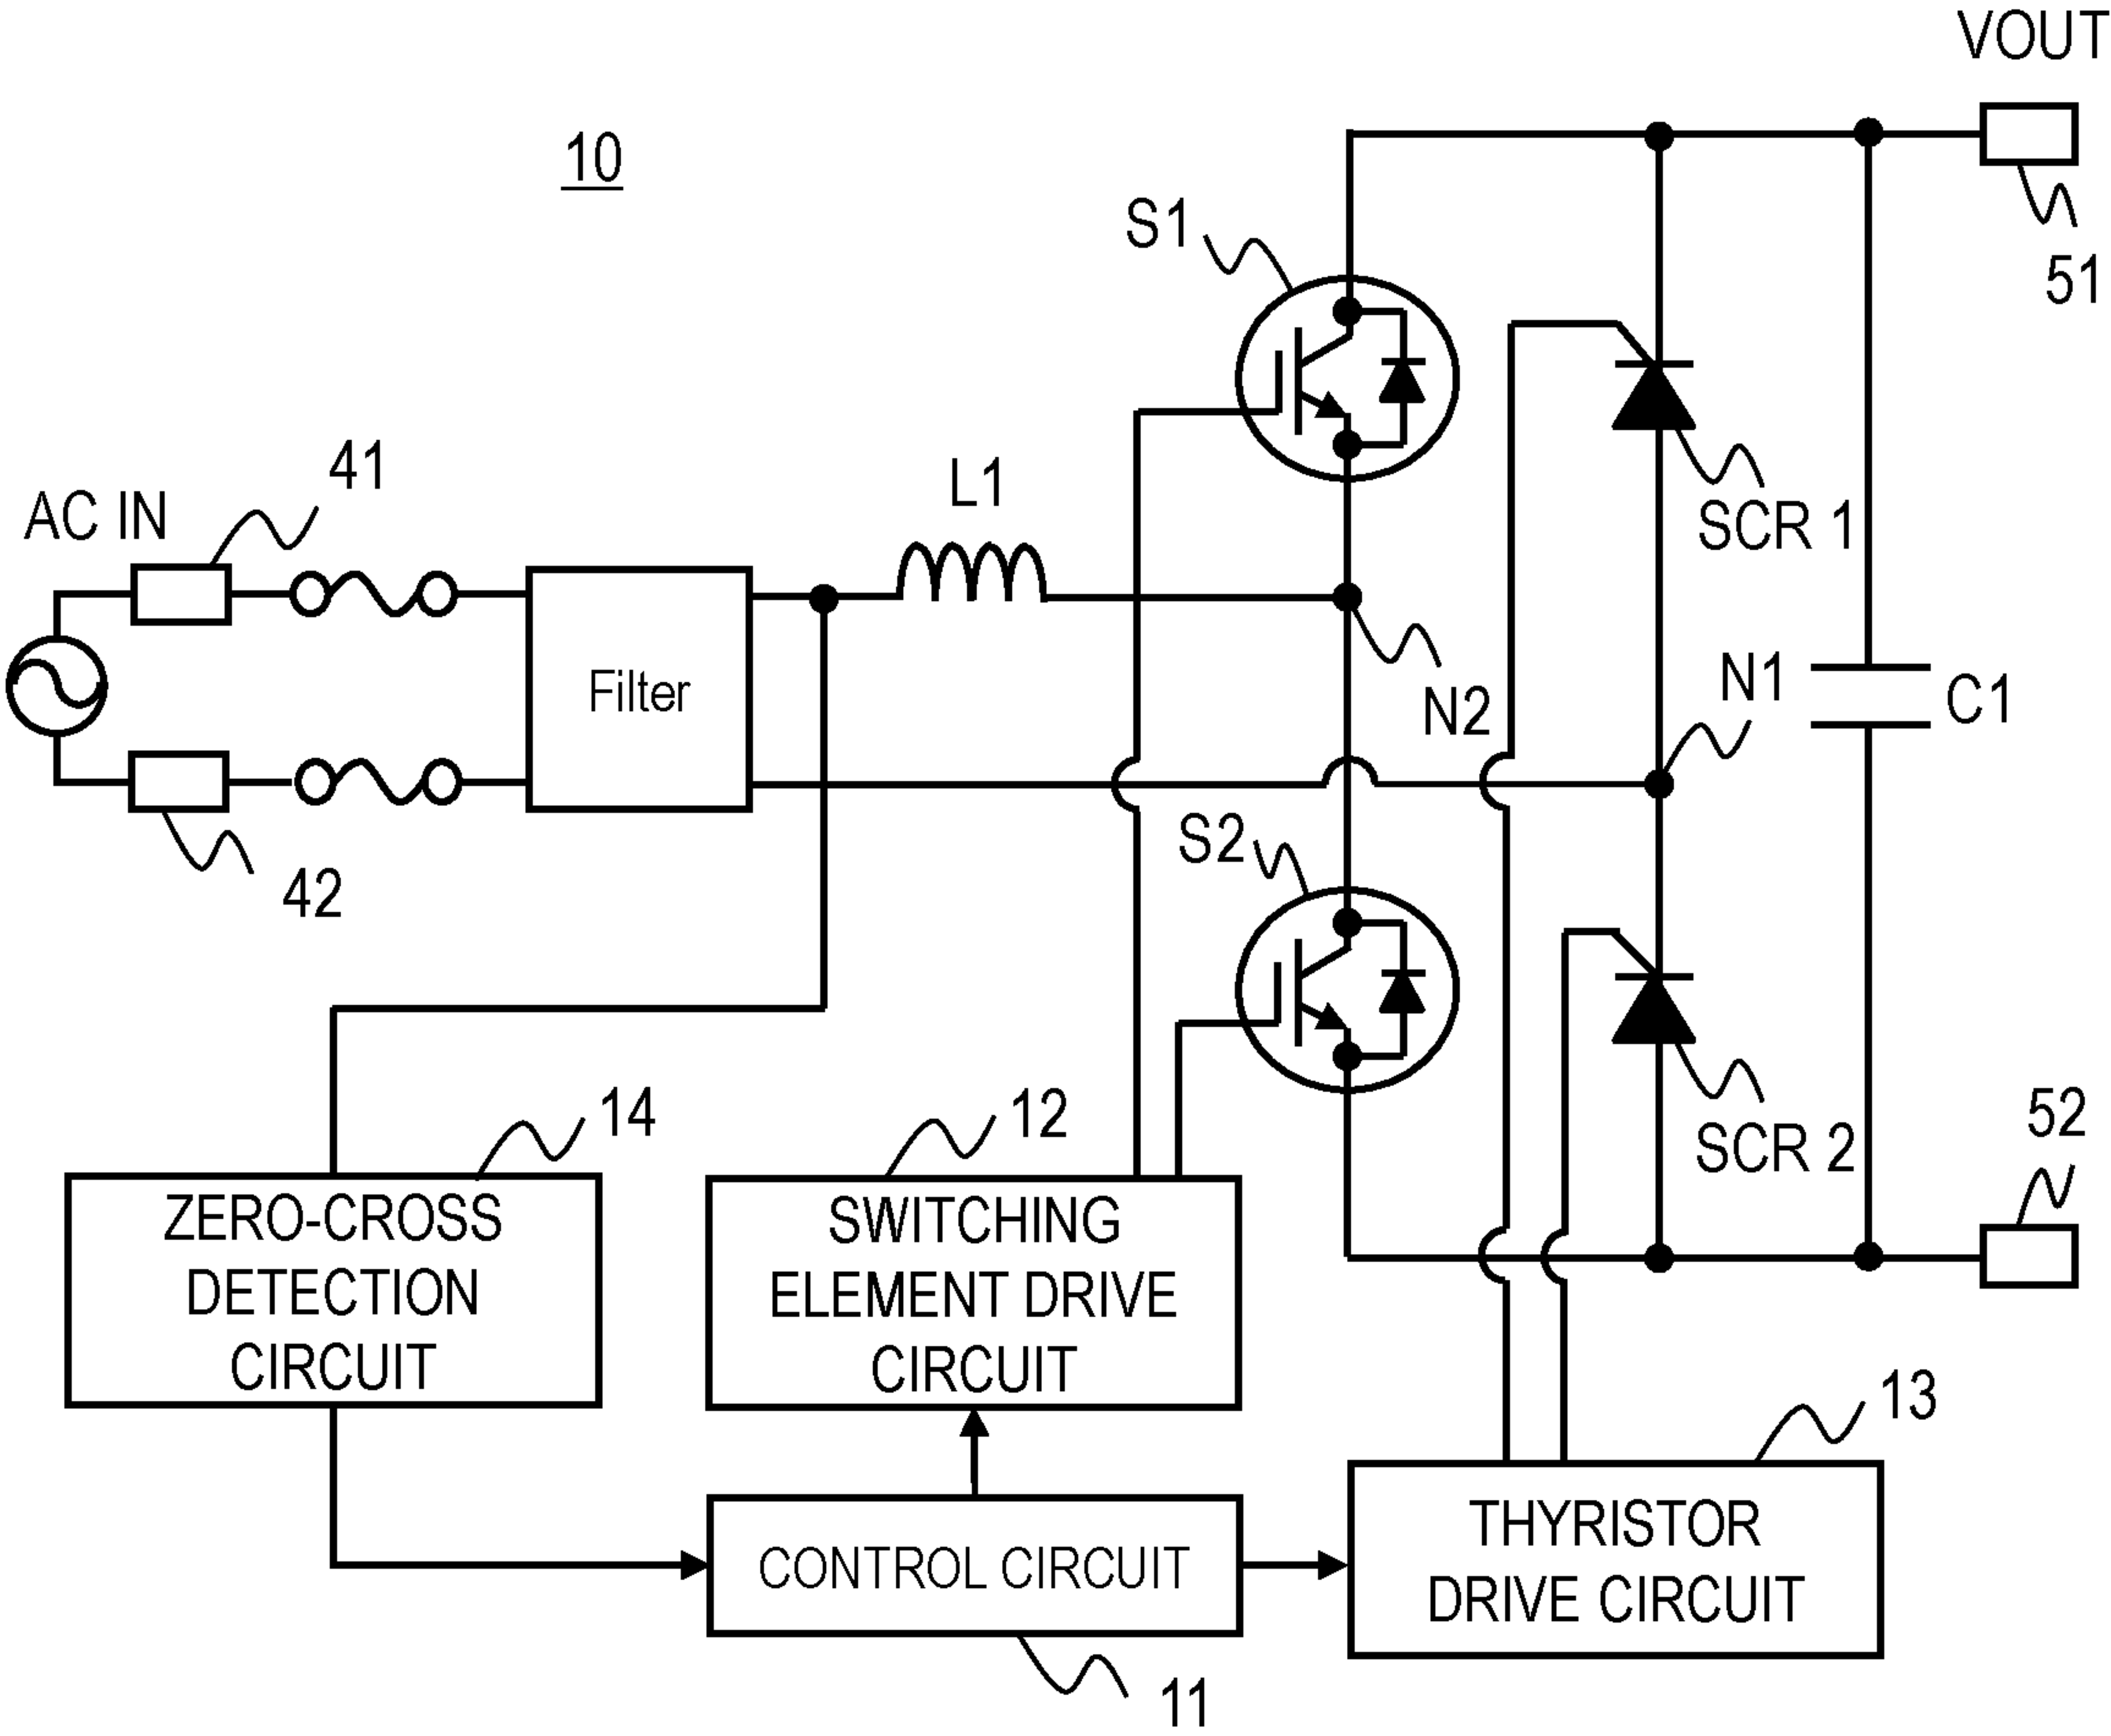 VOUT
10
S1
51
41
L1
AC IN
SCR 1
Filter
N2
N1
C1
S2
42
14
12
52
SCR 2
ZERO-CROSS
DETECTION
CIRCUIT
SWITCHING
ELEMENT DRIVE
CIRCUIT
13
THYRISTOR
DRIVE CIRCUIT
CONTROL CIRCUIT
11